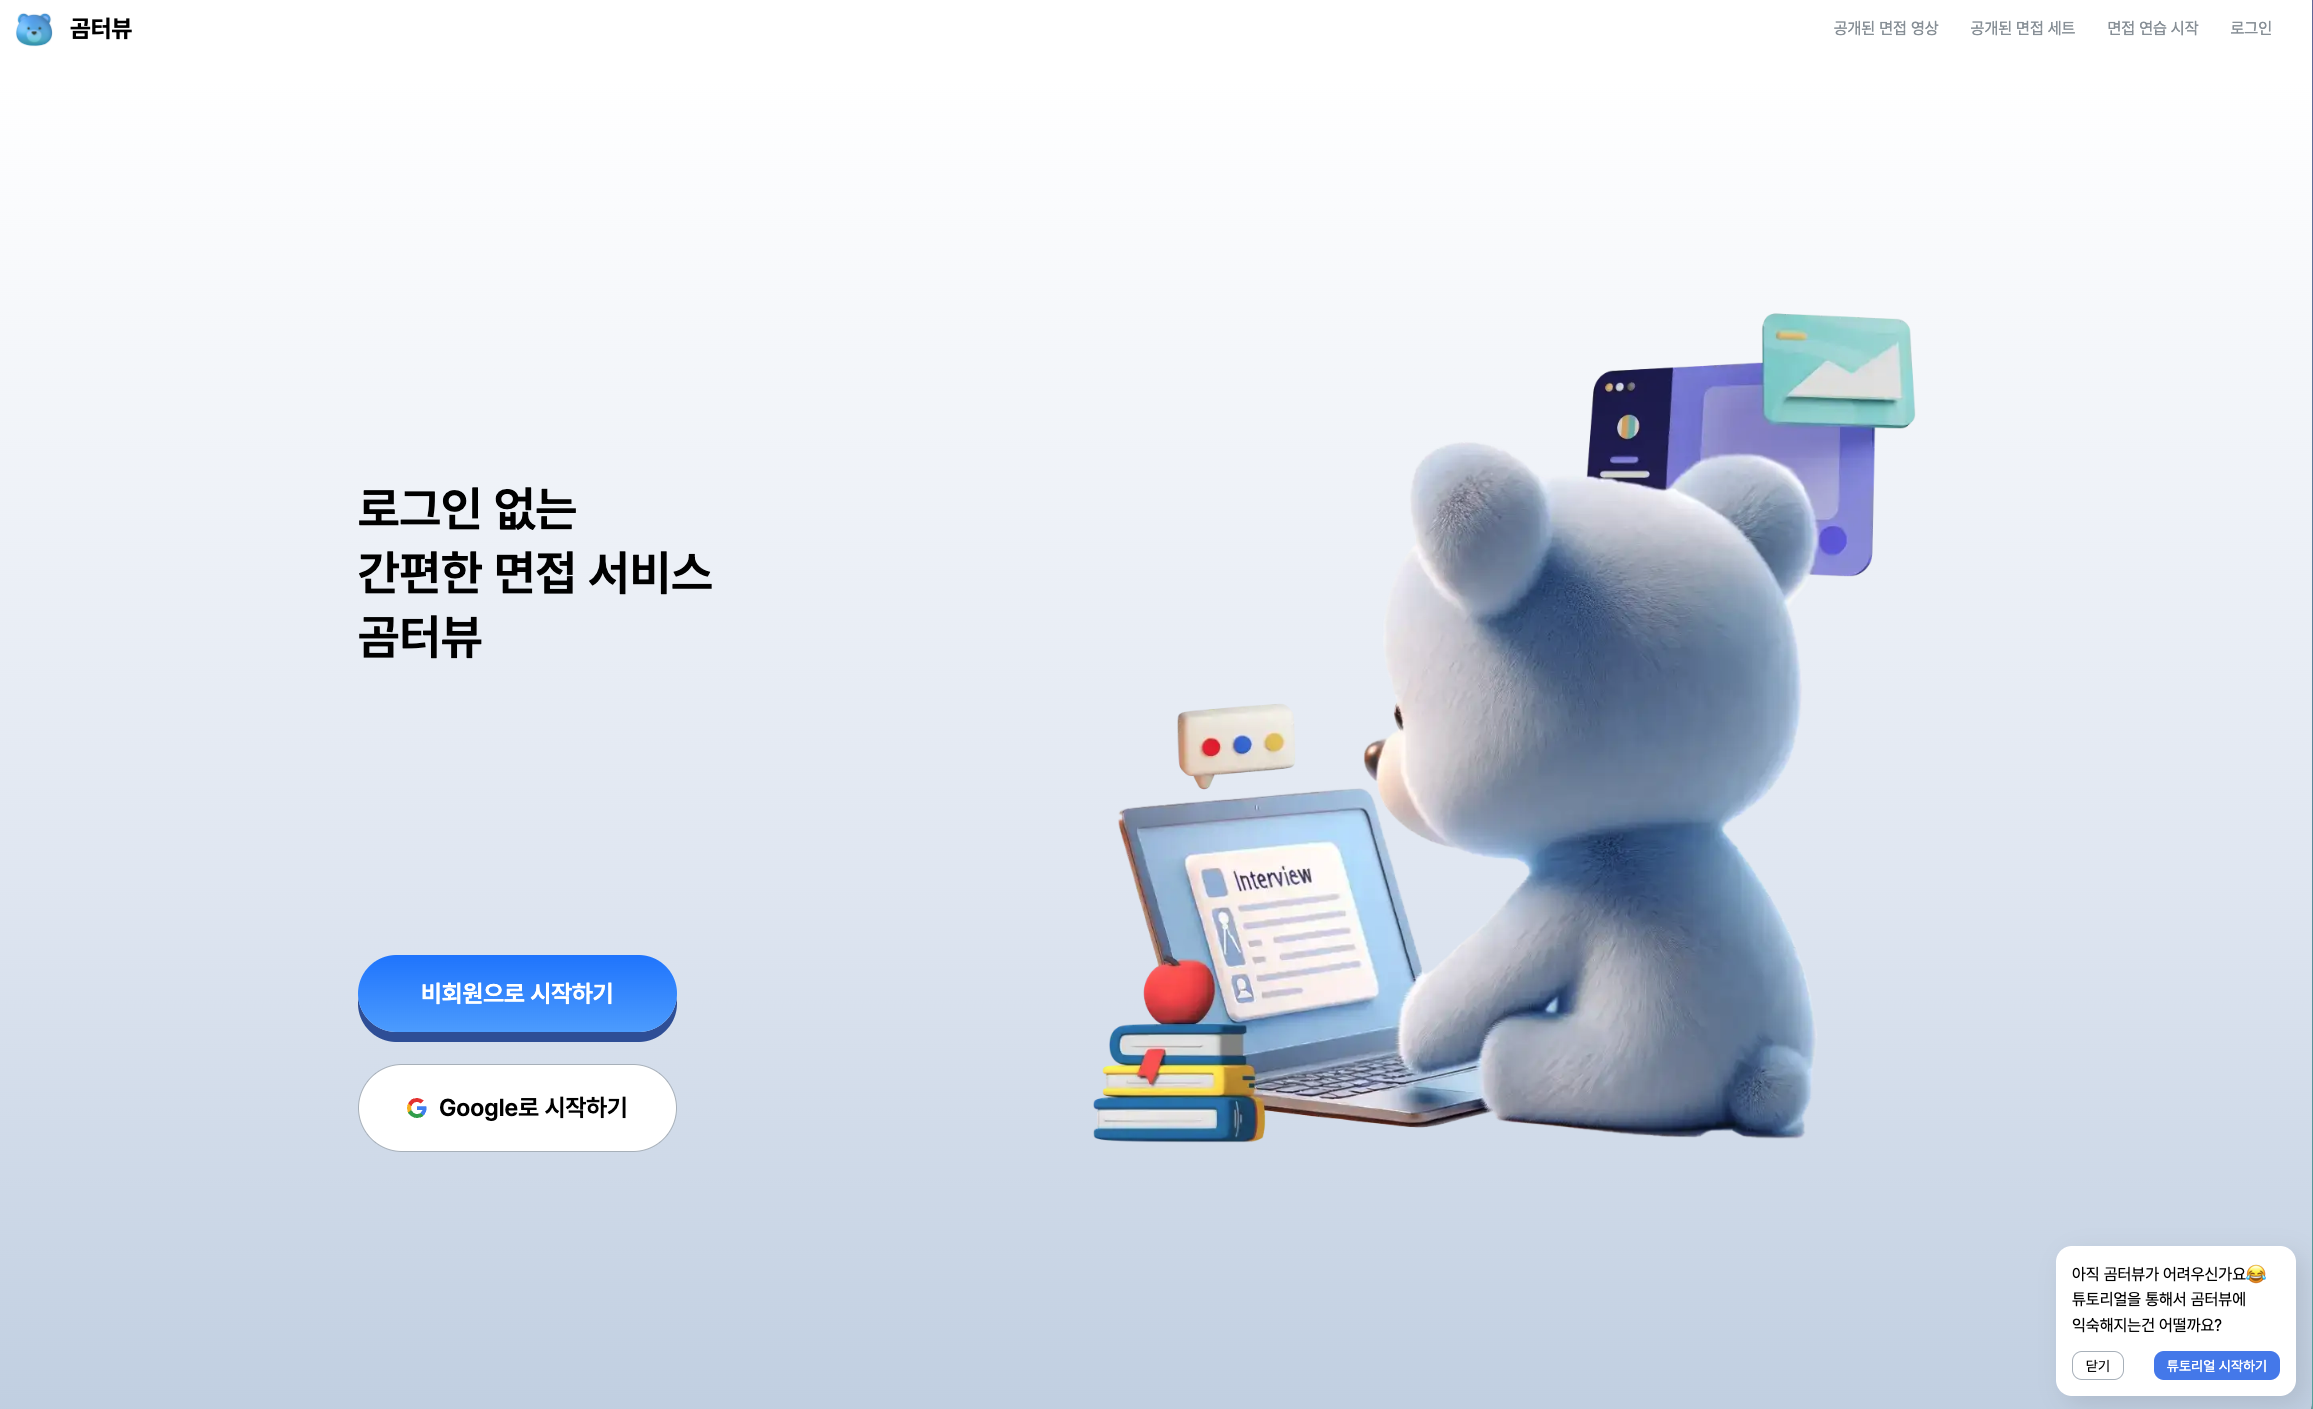 곰터뷰
공개된 면접 영상
공개된 면접 세트
면접 연습 시작
로그인
로그인 없는
간편한 면접 서비스
곰터뷰
Interview
비회원으로 시작하기
Google로 시작하기
아직 곰터뷰가 어려우신가요😂
튜토리얼을 통해서 곰터뷰에
익숙해지는건 어떨까요?
닫기
튜토리얼 시작하기